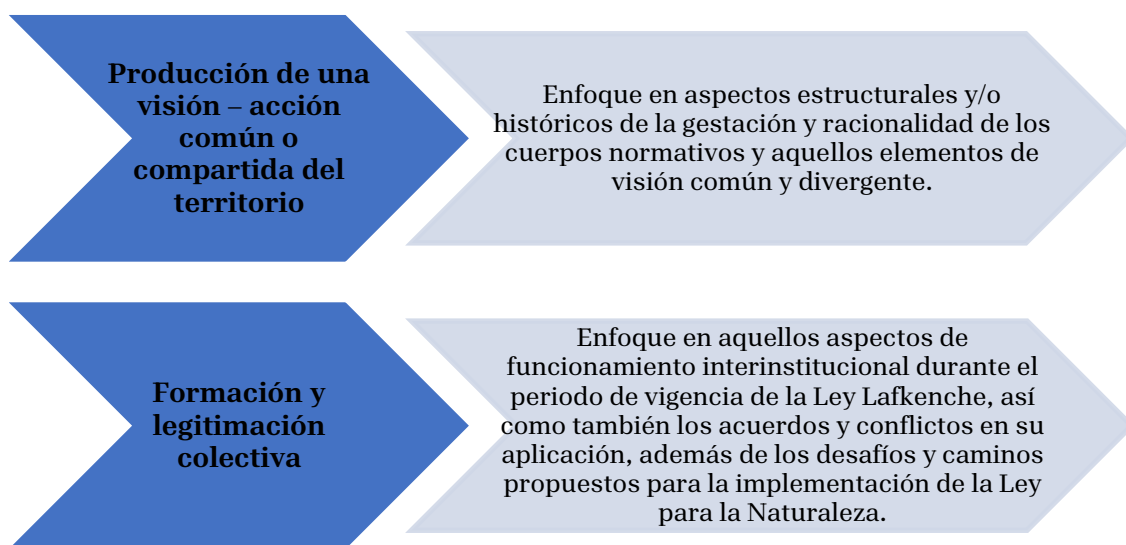 Producción de una
visión – acción
común o
compartida del
territorio
Enfoque en aspectos estructurales y/o
históricos de la gestación y racionalidad de los
cuerpos normativos y aquellos elementos de
visión común y divergente.
Formación y
legitimación
colectiva
Enfoque en aquellos aspectos de
funcionamiento interinstitucional durante el
periodo de vigencia de la Ley Lafkenche, así
como también los acuerdos y conflictos en su
aplicación, además de los desafíos y caminos
propuestos para la implementación de la Ley
para la Naturaleza.